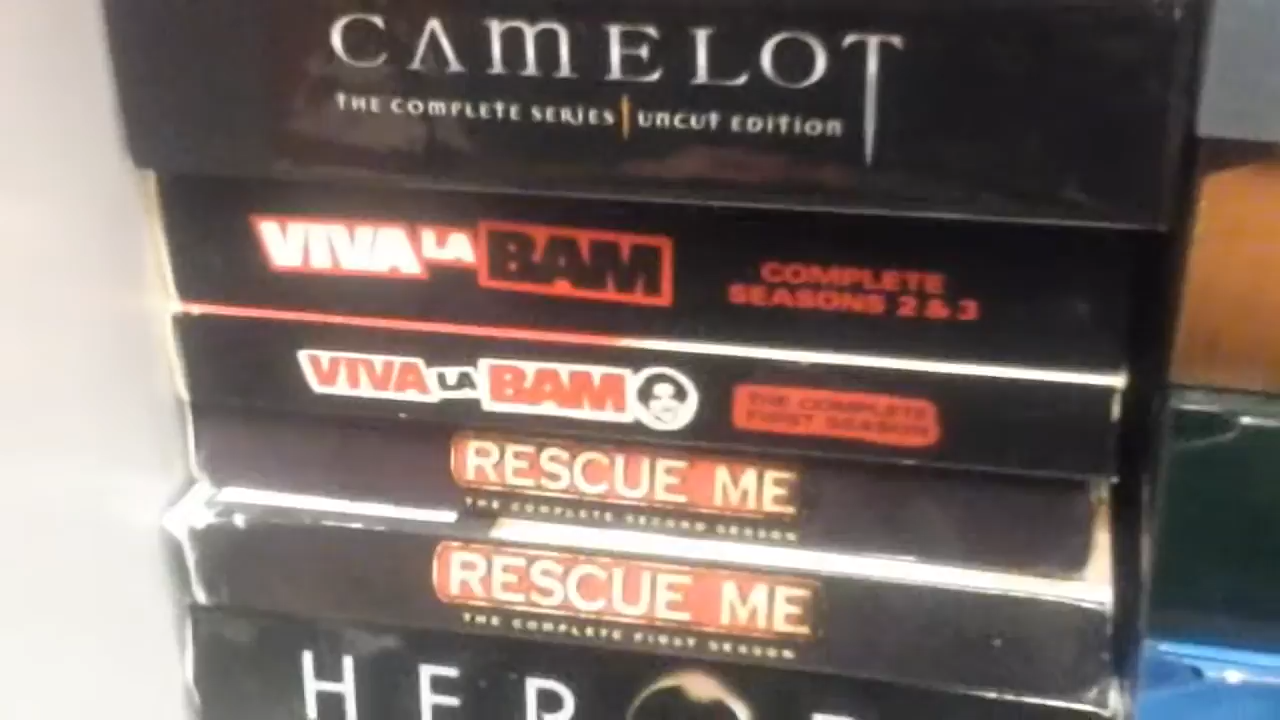 CAMELOT
THE COMPLETE SERIES | UNCUT EDITION
VIVA LA BAM
COMPLETE
SEASONS 2 & 3
VIVA LA BAM
THE COMPLETE
FIRST SEASON
RESCUE ME
THE COMPLETE SECOND SEASON
RESCUE ME
THE COMPLETE FIRST SEASON
HER